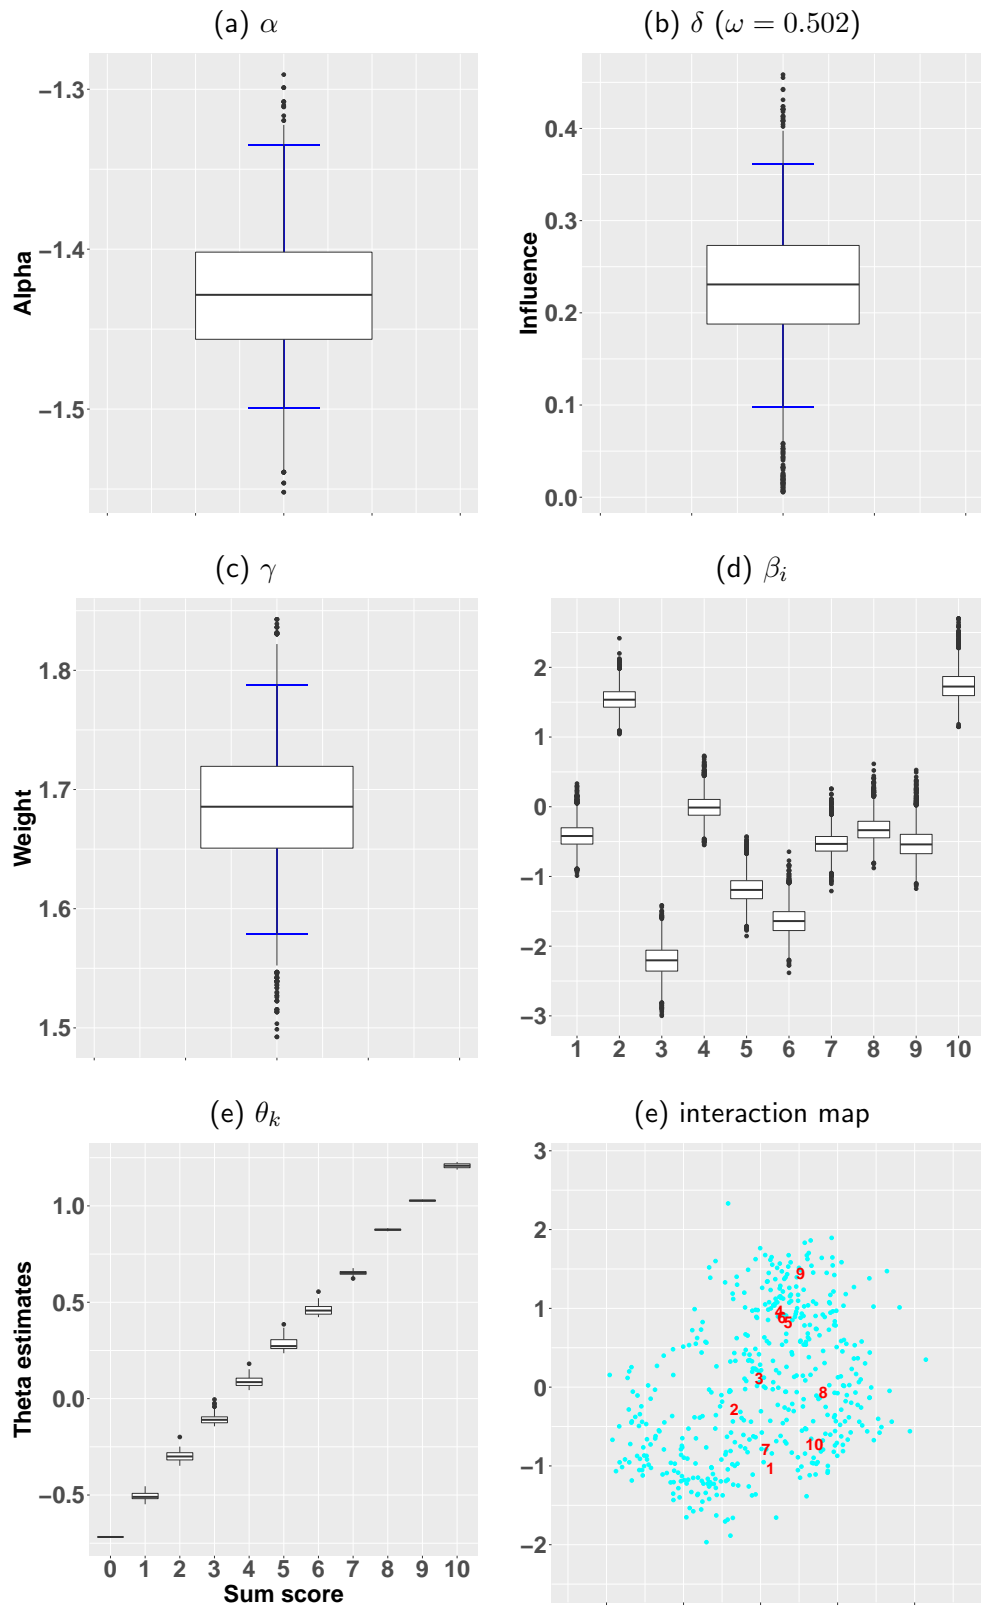 (a) α
(b) δ (ω = 0.502)
−1.3
−1.4
−1.5
Alpha
0.4
0.3
0.2
0.1
0.0
Influence
(c) γ
(d) βi
1.8
1.7
1.6
1.5
Weight
2
1
0
−1
−2
−3
1 2 3 4 5 6 7 8 9 10
(e) θk
(e) interaction map
1.0
0.5
0.0
−0.5
Theta estimates
0 1 2 3 4 5 6 7 8 9 10
Sum score
3
2
1
0
−1
−2
9
4
6
5
3
8
2
7
10
1